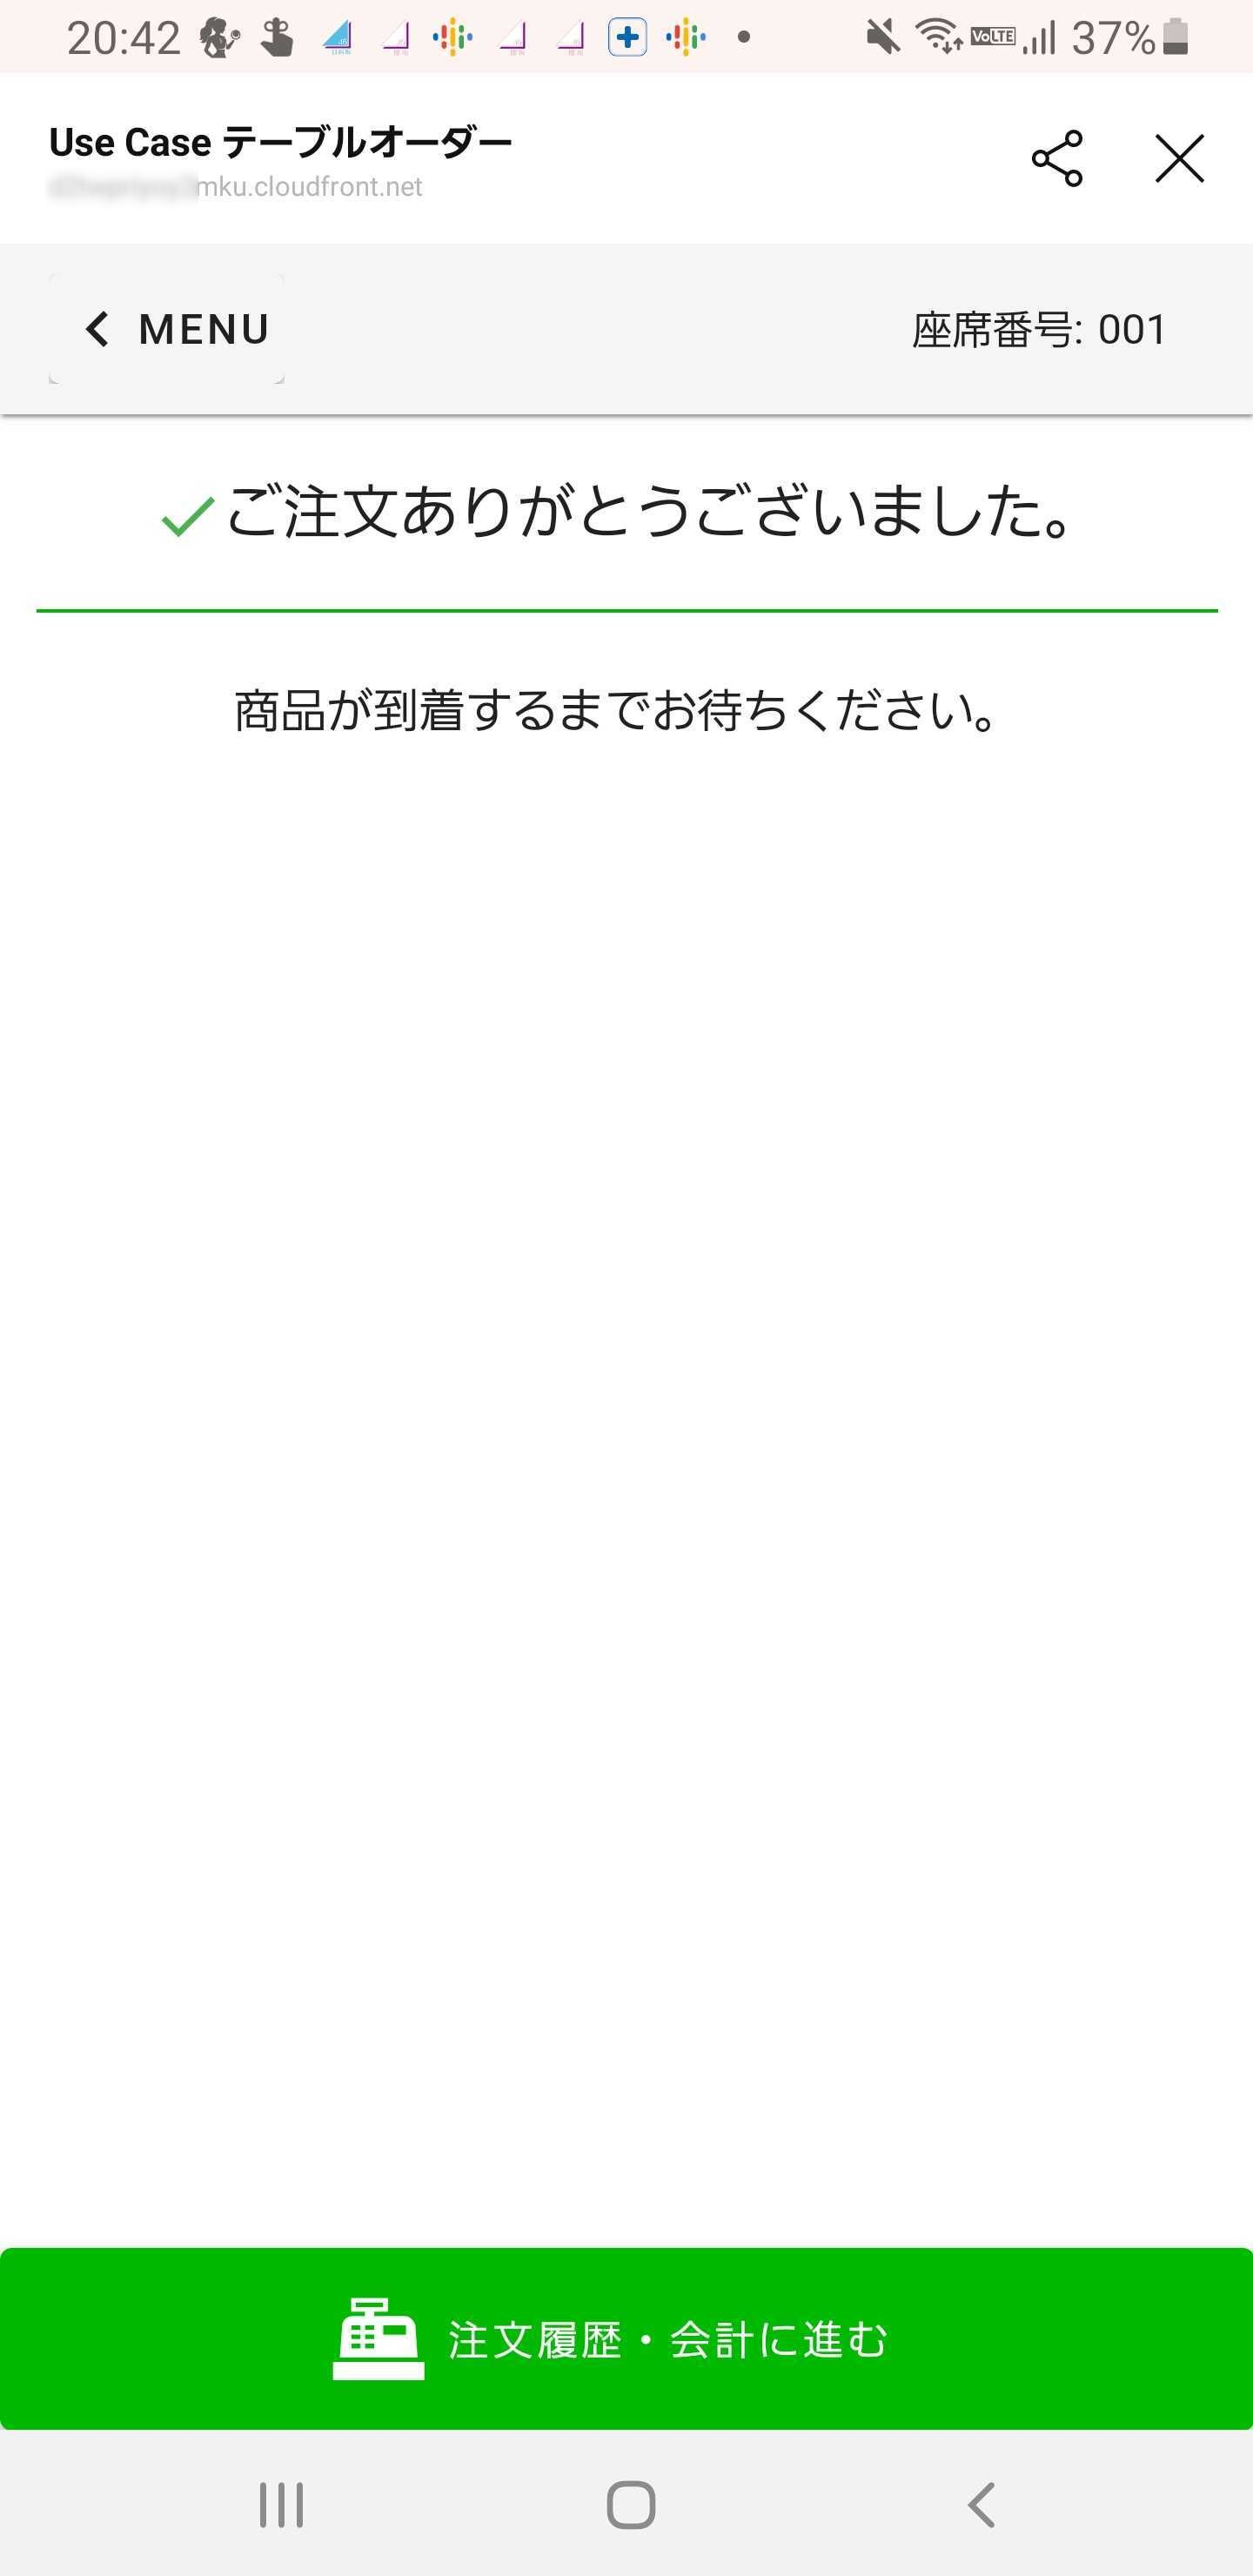 20:42
VoLTE
37%
Use Case テーブルオーダー
mku.cloudfront.net
MENU
座席番号: 001
ご注文ありがとうございました。
商品が到着するまでお待ちください。
注文履歴・会計に進む